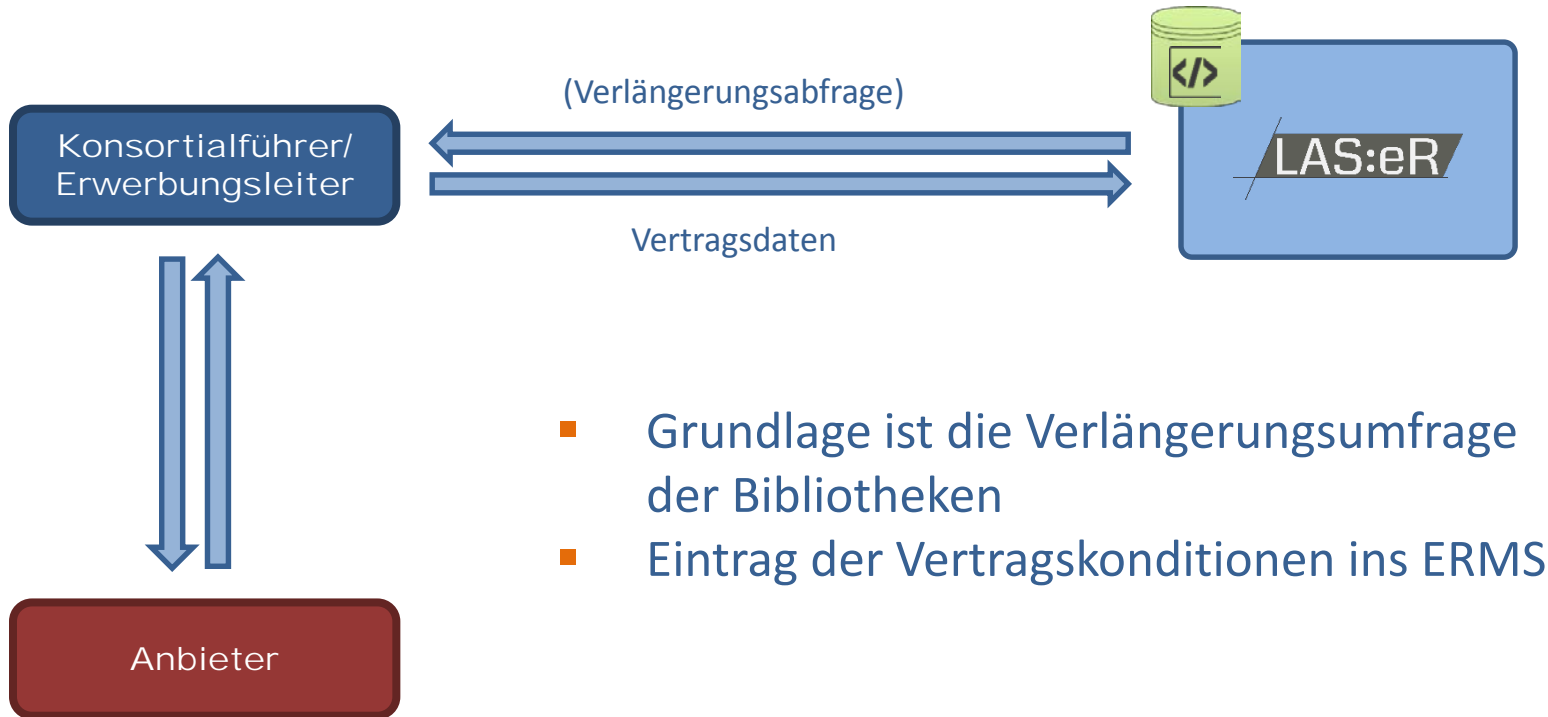 (Verlängerungsabfrage)
</>
Konsortialführer/
Erwerbungsleiter
LAS:eR
Vertragsdaten
Grundlage ist die Verlängerungsumfrage
der Bibliotheken
Eintrag der Vertragskonditionen ins ERMS
Anbieter